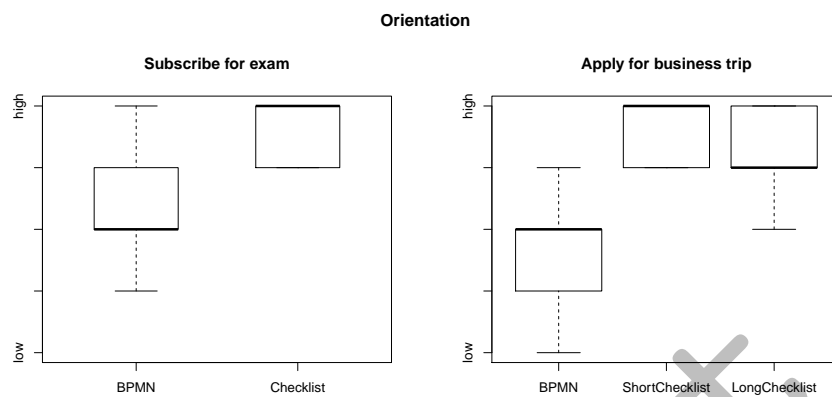 Orientation
Subscribe for exam
high
low
BPMN
Checklist
Apply for business trip
high
low
BPMN
ShortChecklist
LongChecklist